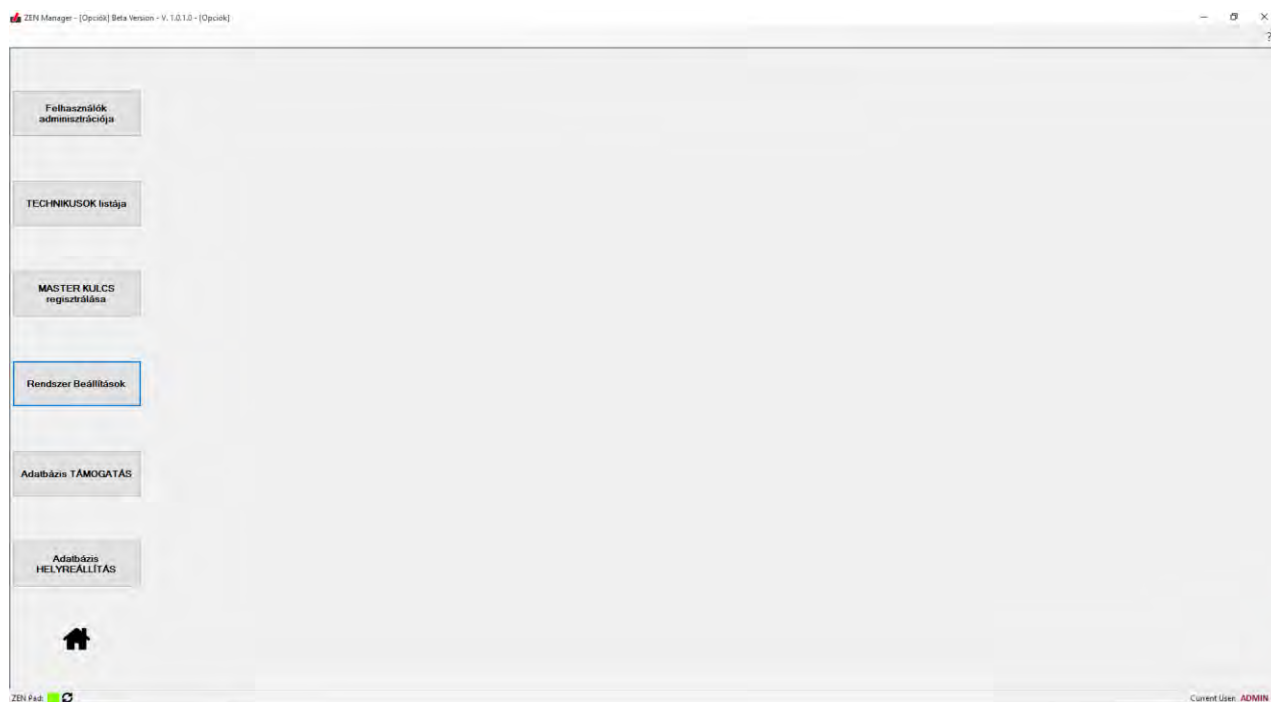 ZEN Manager - [Opciók] Beta Version - V. 1.0.1.0 - [Opciók]
?
Felhasználók
adminisztrációja
TECHNIKUSOK listája
MASTER KULCS
regisztrálása
Rendszer Beállítások
Adatbázis TÁMOGATÁS
Adatbázis
HELYREÁLLÍTÁS
ZEN Pad:
Current User: ADMIN